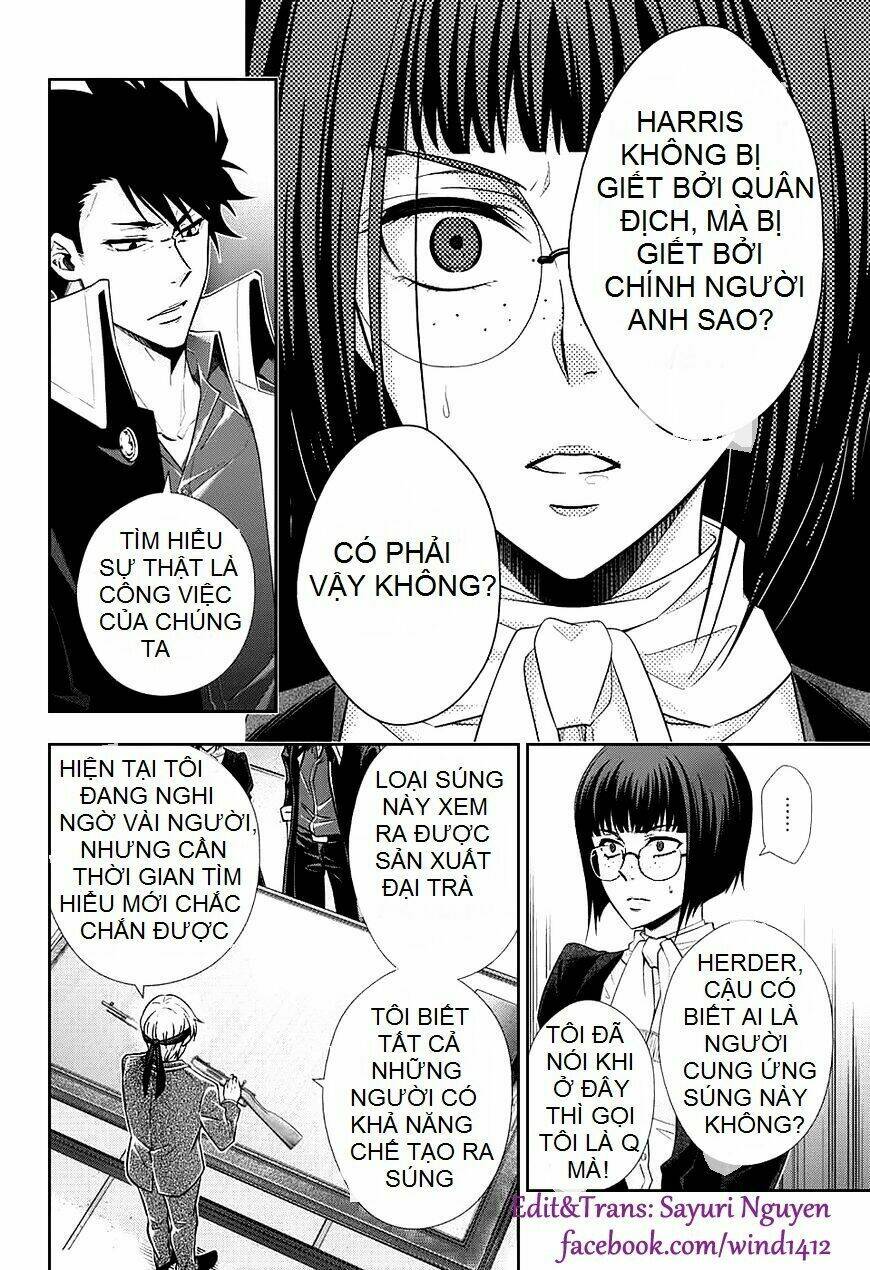 HARRIS
KHÔNG BỊ
GIẾT BỞI QUÂN
ĐỊCH, MÀ BỊ
GIẾT BỞI
CHÍNH NGƯỜI
ANH SAO?
CÓ PHẢI
VẬY KHÔNG?
TÌM HIỂU
SỰ THẬT LÀ
CÔNG VIỆC
CỦA CHÚNG
TA
......
HERDER,
CẬU CÓ
BIẾT AI LÀ
NGƯỜI
CUNG ỨNG
SÚNG NÀY
KHÔNG?
TÔI ĐÃ
NÓI KHI
Ở ĐÂY
THÌ GỌI
TÔI LÀ Q
MÀ!
LOẠI SÚNG
NÀY XEM
RA ĐƯỢC
SẢN XUẤT
ĐẠI TRÀ
TÔI BIẾT
TẤT CẢ
NHỮNG
NGƯỜI CÓ
KHẢ NĂNG
CHẾ TẠO RA
SÚNG
HIỆN TẠI TÔI
ĐANG NGHI
NGỜ VÀI NGƯỜI,
NHƯNG CẦN
THỜI GIAN TÌM
HIỂU MỚI CHẮC
CHẮN ĐƯỢC
Edit&Trans: Sayuri Nguyen
facebook.com/wind1412